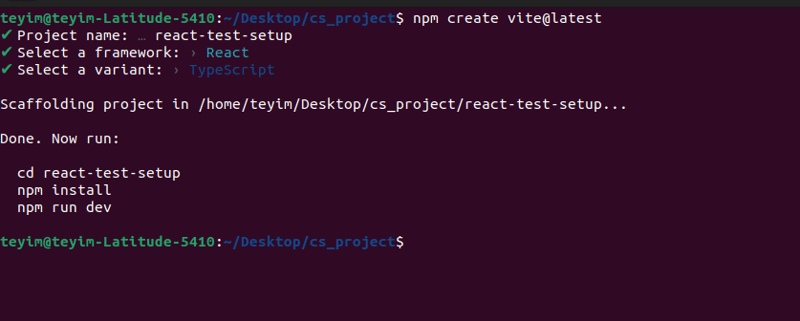 teyim@teyim-Latitude-5410:~/Desktop/cs_project$ npm create vite@latest
✔ Project name: … react-test-setup
✔ Select a framework: › React
✔ Select a variant: › TypeScript
Scaffolding project in /home/teyim/Desktop/cs_project/react-test-setup...
Done. Now run:
cd react-test-setup
npm install
npm run dev
teyim@teyim-Latitude-5410:~/Desktop/cs_project$